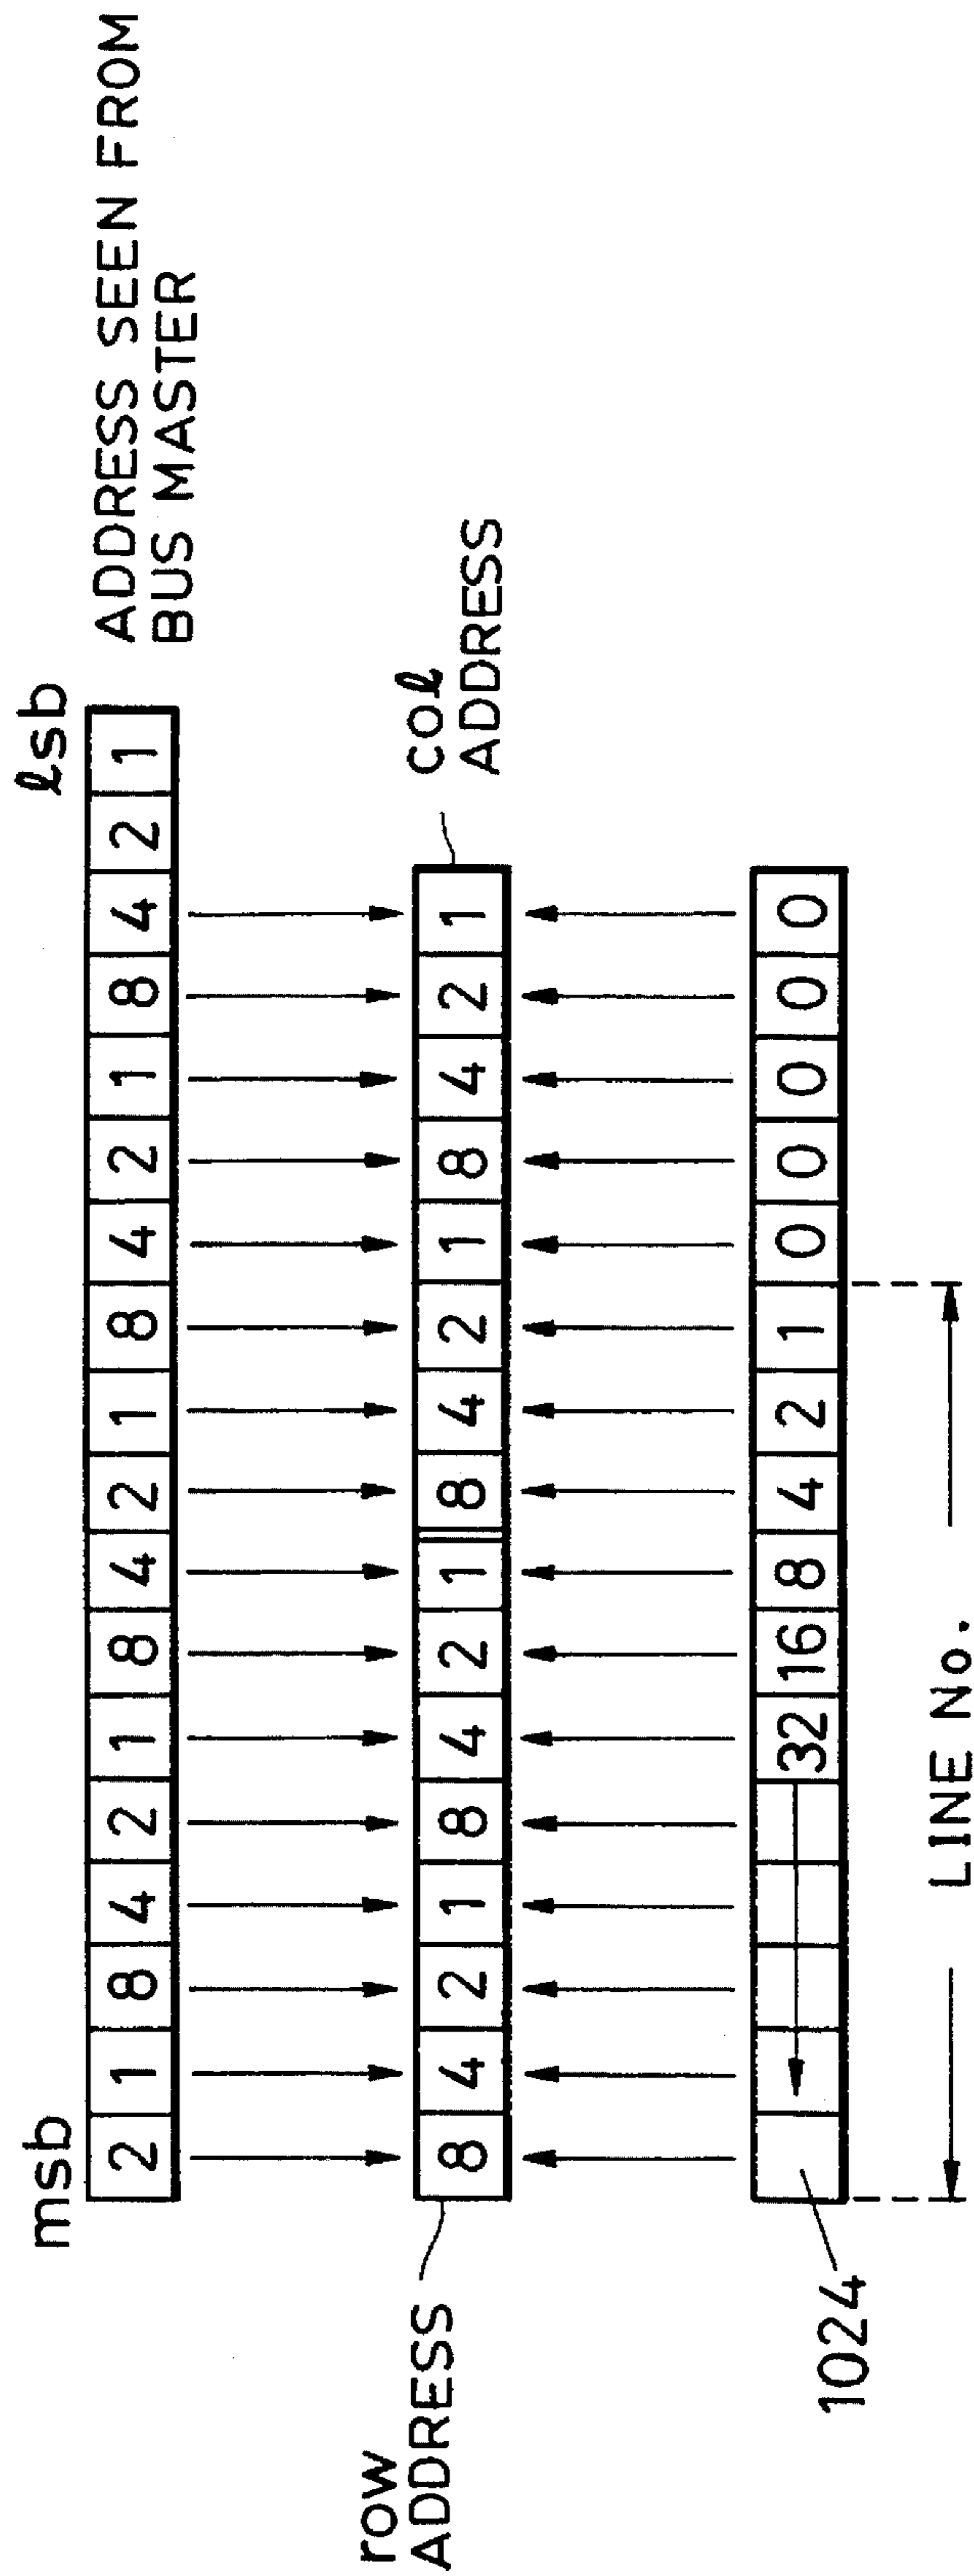 msb lsb
2 1 8 4 2 1 8 4 2 1 8 4 2 1 8 4 2 1
ADDRESS SEEN FROM
BUS MASTER
row
ADDRESS
8 4 2 1 8 4 2 1 8 4 2 1 8 4 2 1
col
ADDRESS
32 16 8 4 2 1 0 0 0 0 0
1024
LINE No.